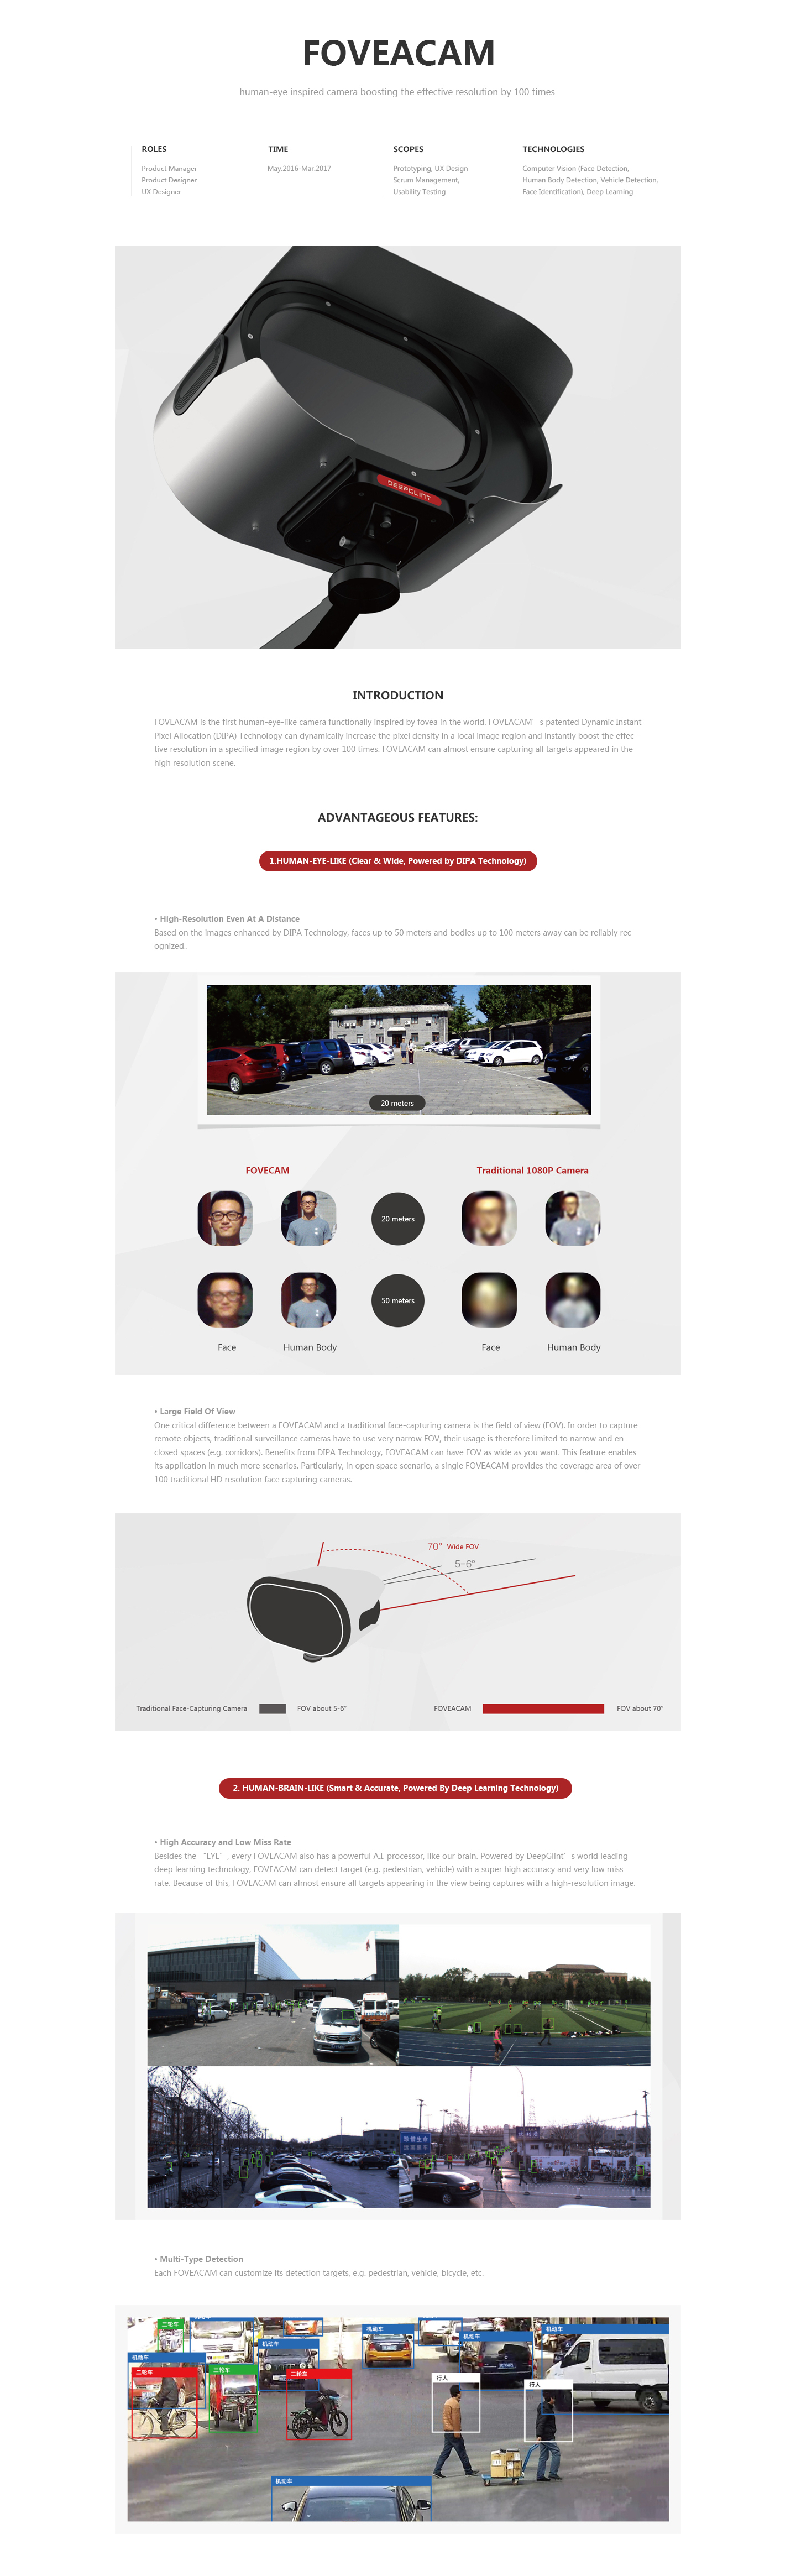 FOVEACAM
human-eye inspired camera boosting the effective resolution by 100 times
ROLES
Product Manager
Product Designer
UX Designer
TIME
May.2016-Mar.2017
SCOPES
Prototyping, UX Design
Scrum Management,
Usability Testing
TECHNOLOGIES
Computer Vision (Face Detection,
Human Body Detection, Vehicle Detection,
Face Identification), Deep Learning
DEEPGLINT
INTRODUCTION
FOVEACAM is the first human-eye-like camera functionally inspired by fovea in the world. FOVEACAM’ s patented Dynamic Instant
Pixel Allocation (DIPA) Technology can dynamically increase the pixel density in a local image region and instantly boost the effec-
tive resolution in a specified image region by over 100 times. FOVEACAM can almost ensure capturing all targets appeared in the
high resolution scene.
ADVANTAGEOUS FEATURES:
1.HUMAN-EYE-LIKE (Clear & Wide, Powered by DIPA Technology)
• High-Resolution Even At A Distance
Based on the images enhanced by DIPA Technology, faces up to 50 meters and bodies up to 100 meters away can be reliably rec-
ognized。
20 meters
FOVECAM
Traditional 1080P Camera
20 meters
50 meters
Face
Human Body
Face
Human Body
• Large Field Of View
One critical difference between a FOVEACAM and a traditional face-capturing camera is the field of view (FOV). In order to capture
remote objects, traditional surveillance cameras have to use very narrow FOV, their usage is therefore limited to narrow and en-
closed spaces (e.g. corridors). Benefits from DIPA Technology, FOVEACAM can have FOV as wide as you want. This feature enables
its application in much more scenarios. Particularly, in open space scenario, a single FOVEACAM provides the coverage area of over
100 traditional HD resolution face capturing cameras.
70° Wide FOV
5-6°
Traditional Face-Capturing Camera
FOV about 5-6°
FOVEACAM
FOV about 70°
2. HUMAN-BRAIN-LIKE (Smart & Accurate, Powered By Deep Learning Technology)
• High Accuracy and Low Miss Rate
Besides the “EYE”, every FOVEACAM also has a powerful A.I. processor, like our brain. Powered by DeepGlint’ s world leading
deep learning technology, FOVEACAM can detect target (e.g. pedestrian, vehicle) with a super high accuracy and very low miss
rate. Because of this, FOVEACAM can almost ensure all targets appearing in the view being captures with a high-resolution image.
• Multi-Type Detection
Each FOVEACAM can customize its detection targets, e.g. pedestrian, vehicle, bicycle, etc.
三轮车
机动车
机动车
机动车
机动车
机动车
二轮车
三轮车
二轮车
行人
行人
机动车